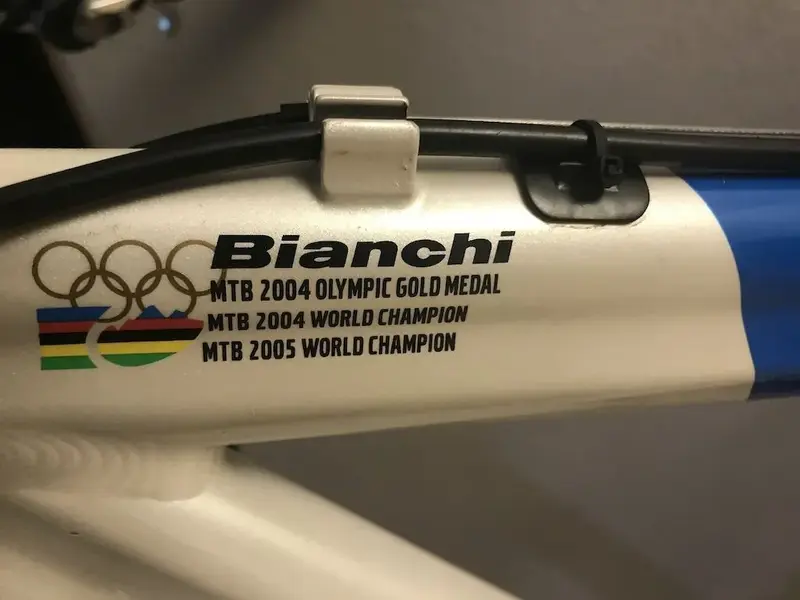 Bianchi
MTB 2004 OLYMPIC GOLD MEDAL
MTB 2004 WORLD CHAMPION
MTB 2005 WORLD CHAMPION